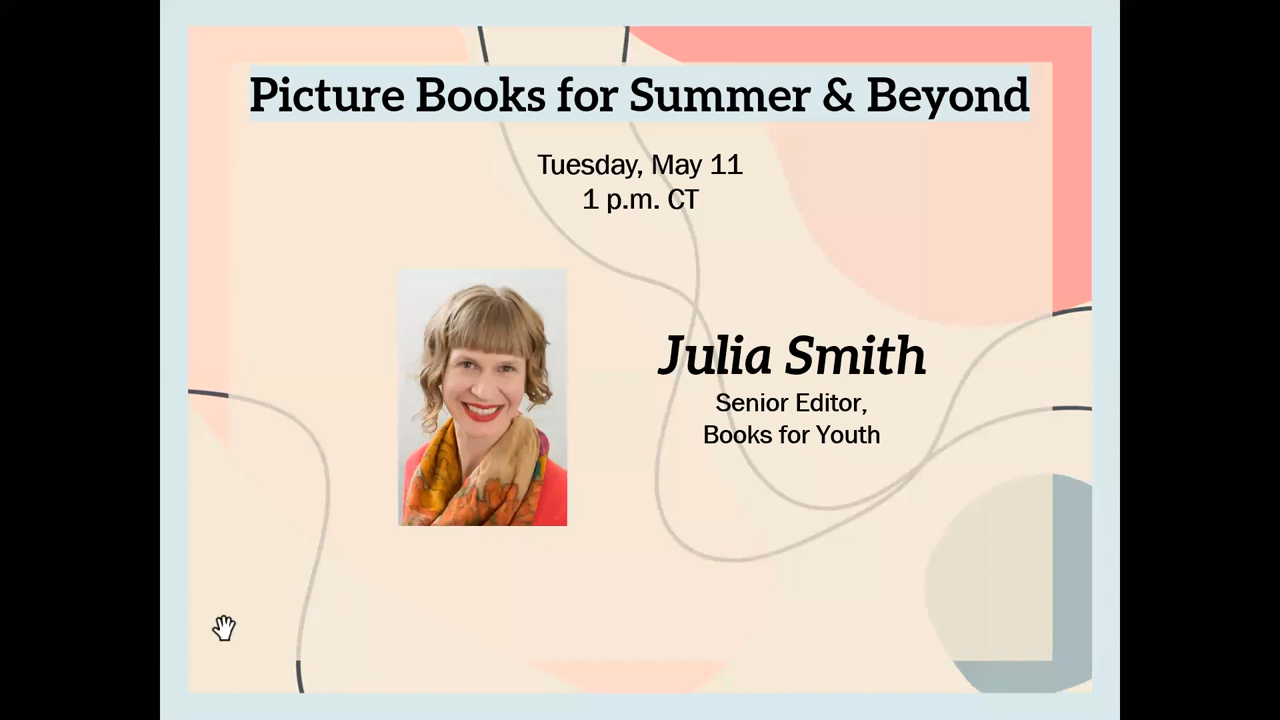 Picture Books for Summer & Beyond
Tuesday, May 11
1 p.m. CT
Julia Smith
Senior Editor,
Books for Youth